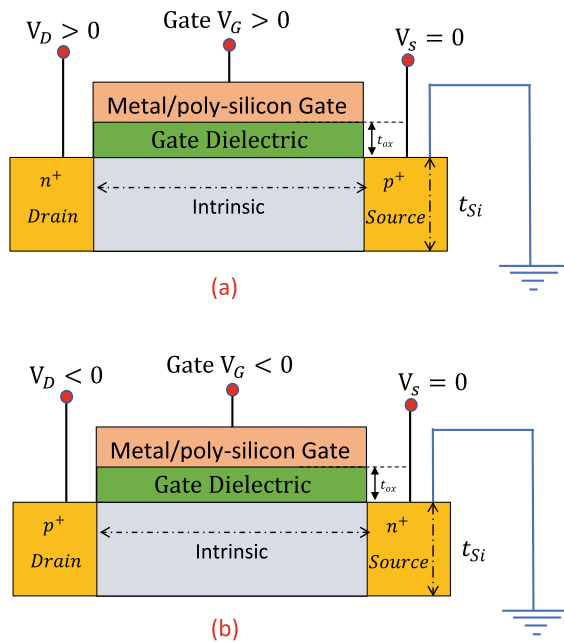 V_D > 0
Gate V_G > 0
V_s = 0
Metal/poly-silicon Gate
Gate Dielectric
t_ox
n⁺
Drain
Intrinsic
p⁺
Source
t_Si
(a)
V_D < 0
Gate V_G < 0
V_s = 0
Metal/poly-silicon Gate
Gate Dielectric
t_ox
p⁺
Drain
Intrinsic
n⁺
Source
t_Si
(b)